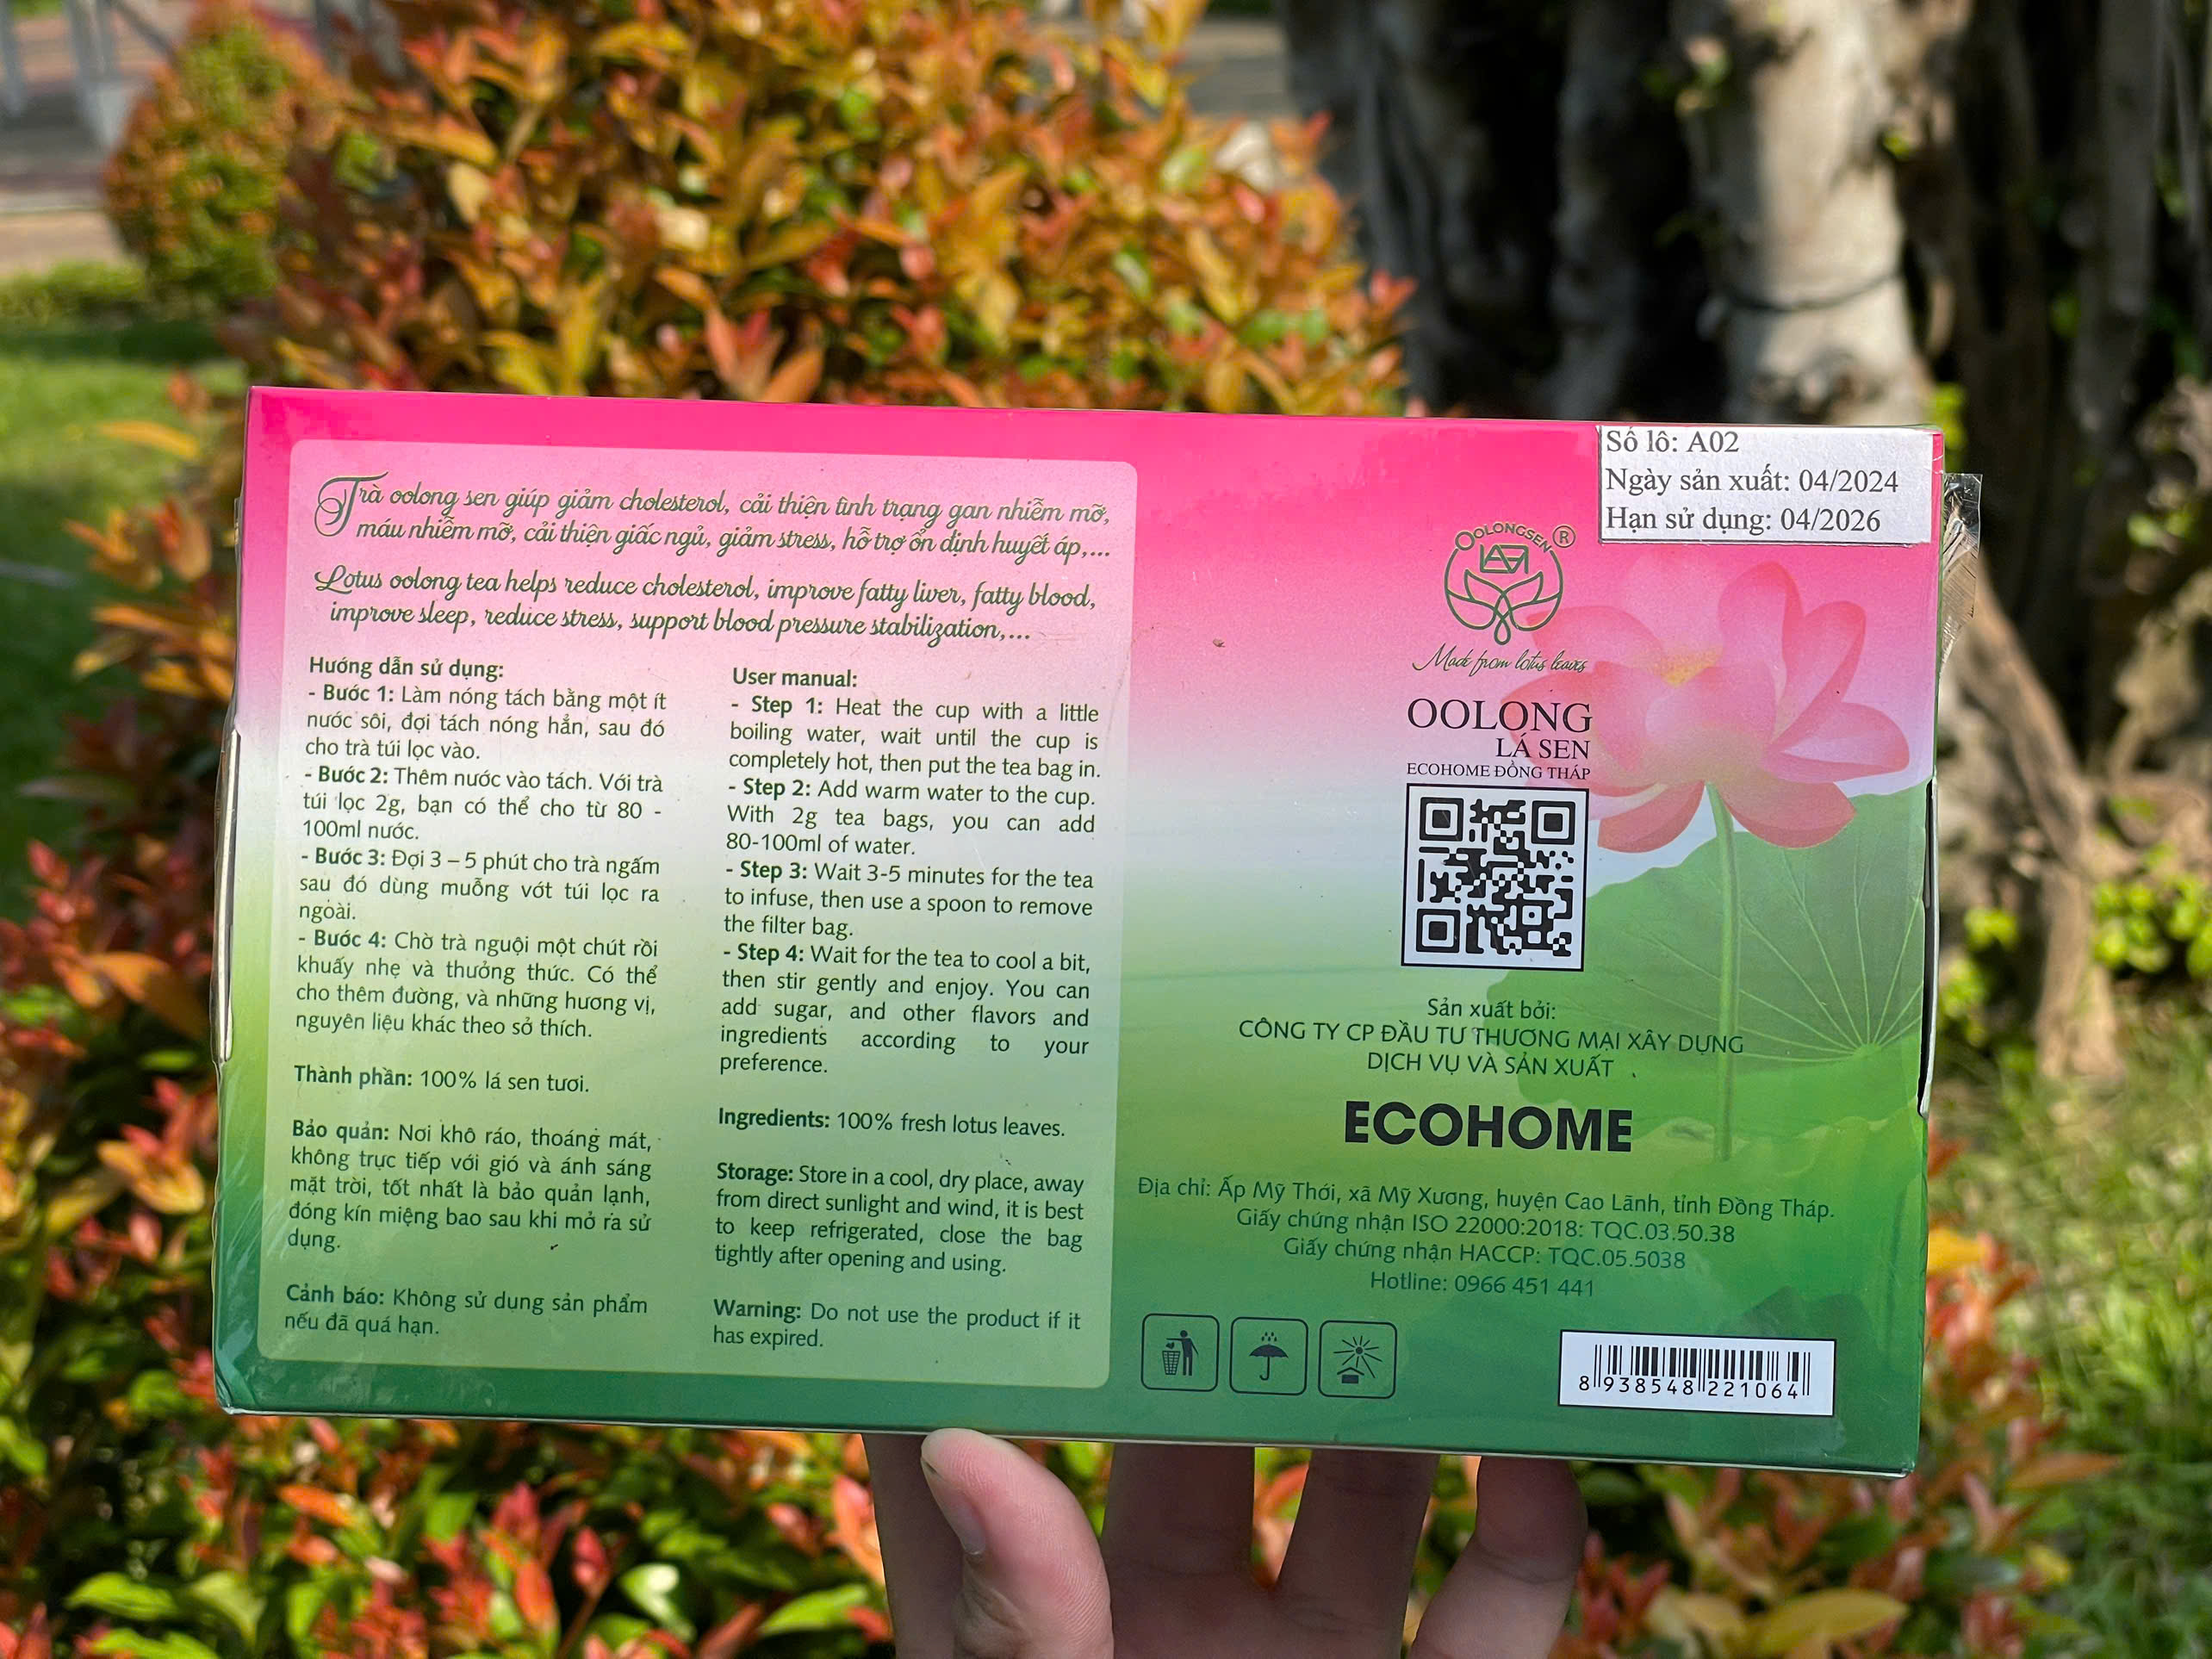 Trà oolong sen giúp giảm cholesterol, cải thiện tình trạng gan nhiễm mỡ,
máu nhiễm mỡ, cải thiện giấc ngủ, giảm stress, hỗ trợ ổn định huyết áp,...
Lotus oolong tea helps reduce cholesterol, improve fatty liver, fatty blood,
improve sleep, reduce stress, support blood pressure stabilization,...
Hướng dẫn sử dụng:
- Bước 1: Làm nóng tách bằng một ít
nước sôi, đợi tách nóng hẳn, sau đó
cho trà túi lọc vào.
- Bước 2: Thêm nước vào tách. Với trà
túi lọc 2g, bạn có thể cho từ 80 -
100ml nước.
- Bước 3: Đợi 3 – 5 phút cho trà ngấm
sau đó dùng muỗng vớt túi lọc ra
ngoài.
- Bước 4: Chờ trà nguội một chút rồi
khuấy nhẹ và thưởng thức. Có thể
cho thêm đường, và những hương vị,
nguyên liệu khác theo sở thích.
Thành phần: 100% lá sen tươi.
Bảo quản: Nơi khô ráo, thoáng mát,
không trực tiếp với gió và ánh sáng
mặt trời, tốt nhất là bảo quản lạnh,
đóng kín miệng bao sau khi mở ra sử
dụng.
Cảnh báo: Không sử dụng sản phẩm
nếu đã quá hạn.
User manual:
- Step 1: Heat the cup with a little
boiling water, wait until the cup is
completely hot, then put the tea bag in.
- Step 2: Add warm water to the cup.
With 2g tea bags, you can add
80-100ml of water.
- Step 3: Wait 3-5 minutes for the tea
to infuse, then use a spoon to remove
the filter bag.
- Step 4: Wait for the tea to cool a bit,
then stir gently and enjoy. You can
add sugar, and other flavors and
ingredients according to your
preference.
Ingredients: 100% fresh lotus leaves.
Storage: Store in a cool, dry place, away
from direct sunlight and wind, it is best
to keep refrigerated, close the bag
tightly after opening and using.
Warning: Do not use the product if it
has expired.
Số lô: A02
Ngày sản xuất: 04/2024
Hạn sử dụng: 04/2026
OOLONGSEN ®
Made from lotus leaves
OOLONG
LÁ SEN
ECOHOME ĐỒNG THÁP
Sản xuất bởi:
CÔNG TY CP ĐẦU TƯ THƯƠNG MẠI XÂY DỰNG
DỊCH VỤ VÀ SẢN XUẤT
ECOHOME
Địa chỉ: Ấp Mỹ Thới, xã Mỹ Xương, huyện Cao Lãnh, tỉnh Đồng Tháp.
Giấy chứng nhận ISO 22000:2018: TQC.03.50.38
Giấy chứng nhận HACCP: TQC.05.5038
Hotline: 0966 451 441
8 938548 221064